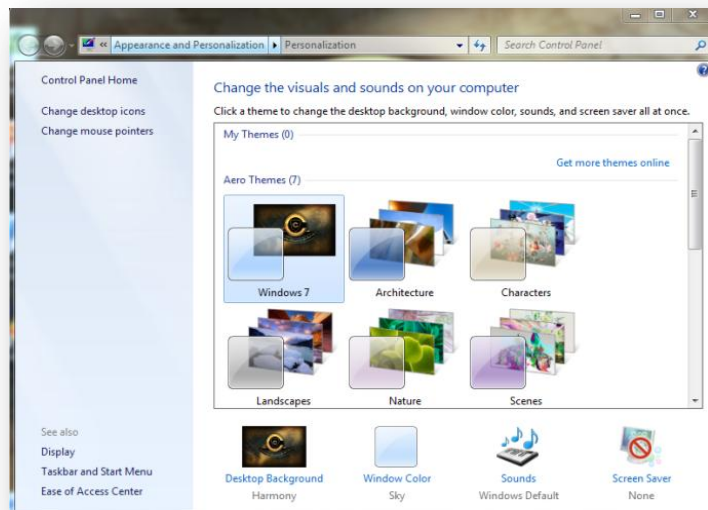 « Appearance and Personalization ▸ Personalization
Search Control Panel
Control Panel Home
Change desktop icons
Change mouse pointers
Change the visuals and sounds on your computer
Click a theme to change the desktop background, window color, sounds, and screen saver all at once.
My Themes (0)
Get more themes online
Aero Themes (7)
Windows 7
Architecture
Characters
Landscapes
Nature
Scenes
See also
Display
Taskbar and Start Menu
Ease of Access Center
Desktop Background
Harmony
Window Color
Sky
Sounds
Windows Default
Screen Saver
None